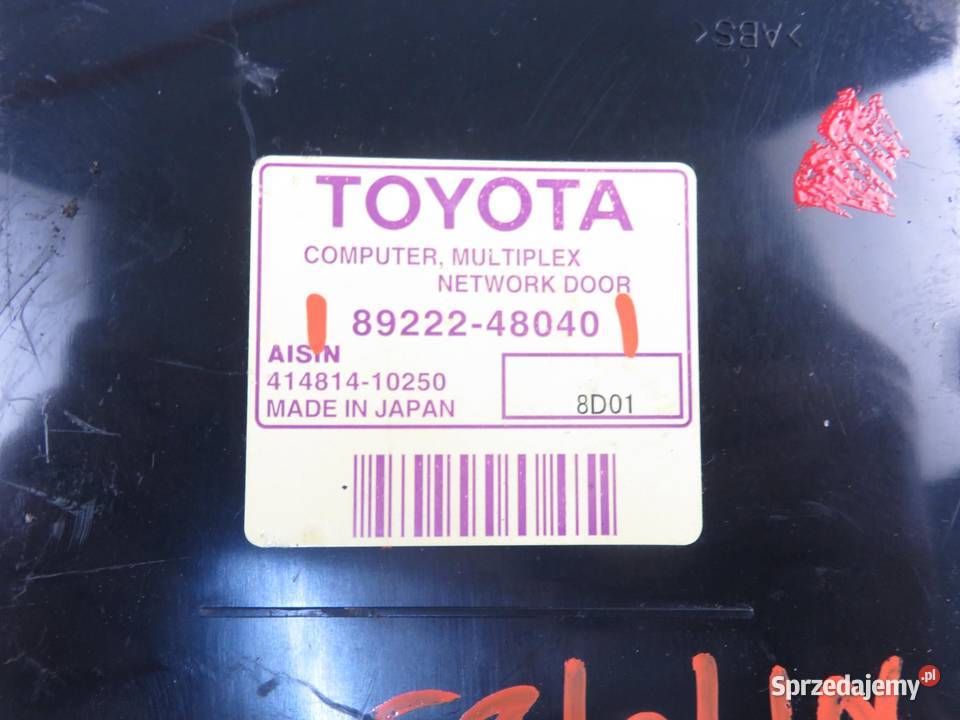 >ABS<
TOYOTA
COMPUTER, MULTIPLEX
NETWORK DOOR
89222-48040
AISIN
414814-10250
MADE IN JAPAN
8D01
Sprzedajemy.pl